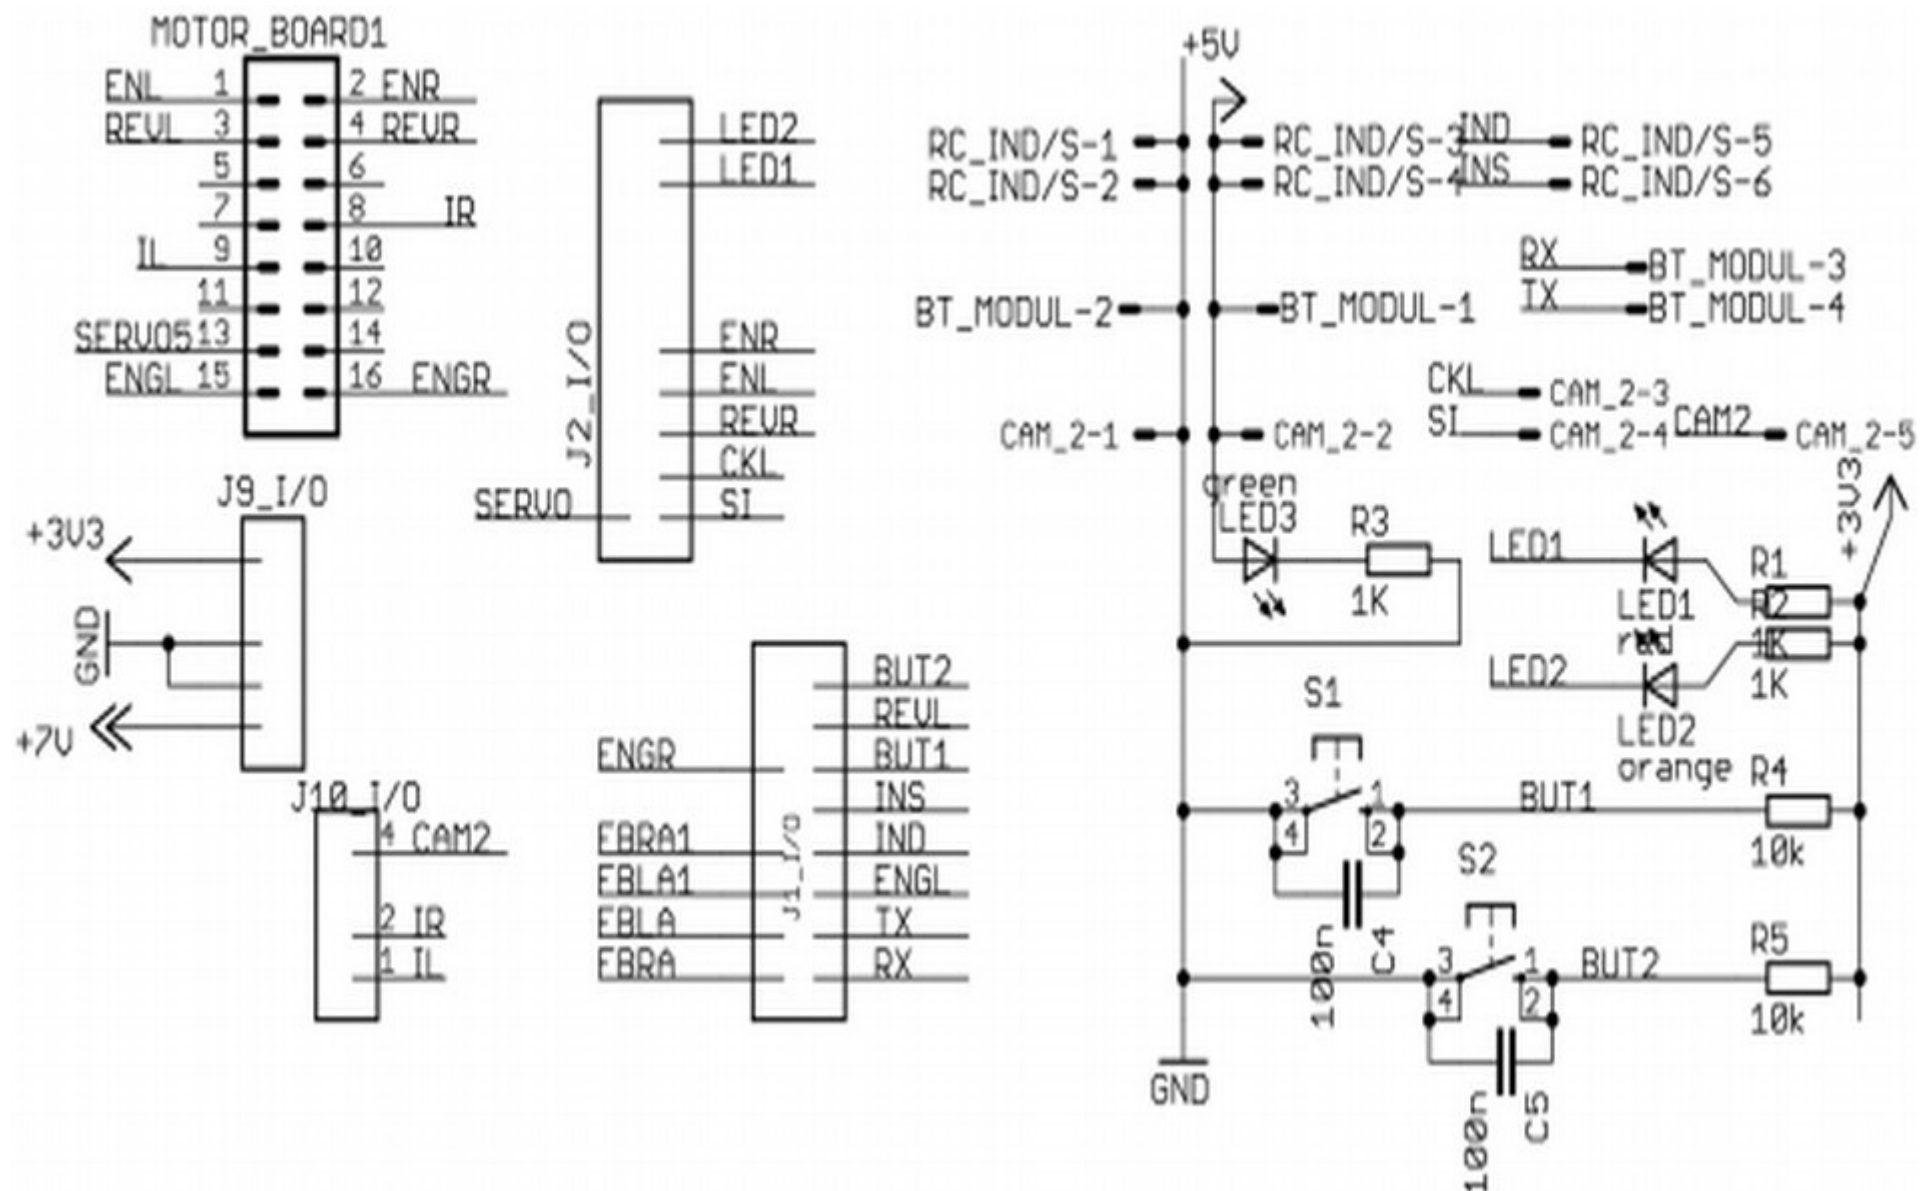 MOTOR_BOARD1
ENL 1 2 ENR
REVL 3 4 REVR
5 6
7 8 IR
IL 9 10
11 12
SERVO5 13 14
ENGL 15 16 ENGR
J9_I/O
+3V3
GND
+7V
J10_I/O
4 CAM2
2 IR
1 IL
J2_I/O
LED2
LED1
ENR
ENL
REVR
CKL
SERVO SI
J1_I/O
BUT2
REVL
ENGR BUT1
INS
FBRA1 IND
FBLA1 ENGL
FBLA TX
FBRA RX
+5V
RC_IND/S-1 RC_IND/S-3 IND RC_IND/S-5
RC_IND/S-2 RC_IND/S-4 INS RC_IND/S-6
RX BT_MODUL-3
BT_MODUL-2 BT_MODUL-1 TX BT_MODUL-4
CKL CAM_2-3
CAM_2-1 CAM_2-2 SI CAM_2-4 CAM2 CAM_2-5
+3V3
green
LED3 R3
1K
LED1 R1
LED1 R2
red 1K
LED2 1K
LED2
orange R4
S1
3 1 BUT1
4 2 10k
100n C4
S2 R5
3 1 BUT2
4 2 10k
100n C5
GND